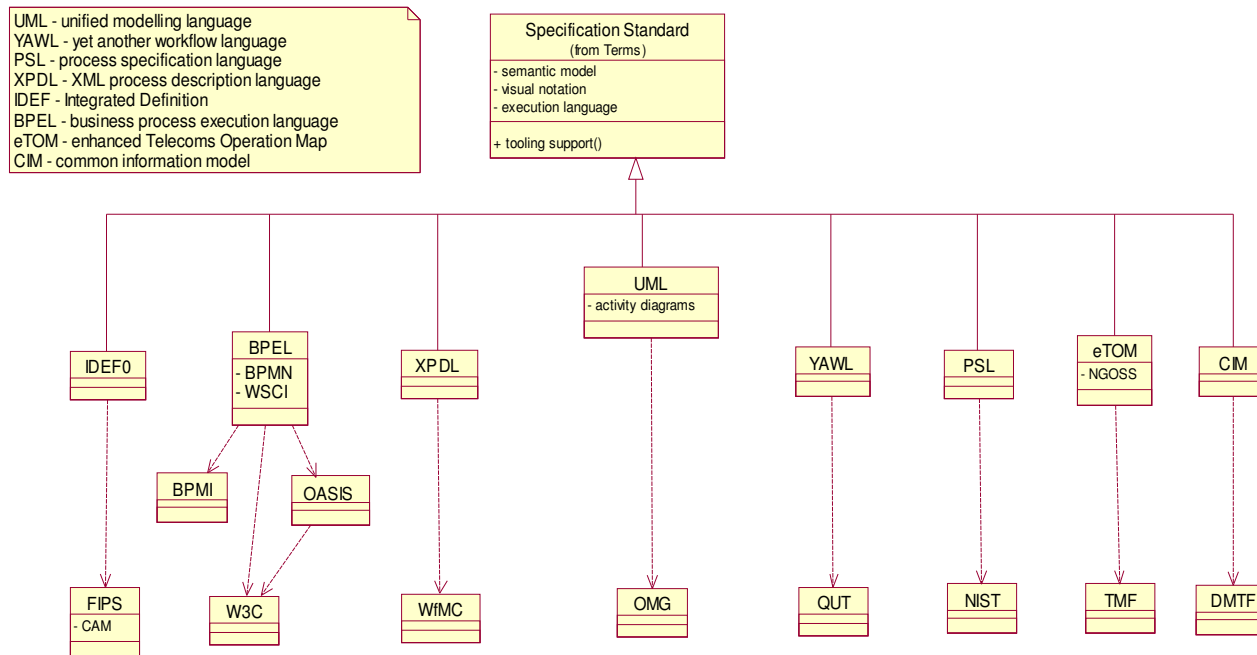 UML - unified modelling language
YAWL - yet another workflow language
PSL - process specification language
XPDL - XML process description language
IDEF - Integrated Definition
BPEL - business process execution language
eTOM - enhanced Telecoms Operation Map
CIM - common information model
Specification Standard
(from Terms)
- semantic model
- visual notation
- execution language
+ tooling support()
UML
- activity diagrams
IDEF0
BPEL
- BPMN
- WSCI
XPDL
YAWL
PSL
eTOM
- NGOSS
CIM
BPMI
OASIS
FIPS
- CAM
W3C
WfMC
OMG
QUT
NIST
TMF
DMTF